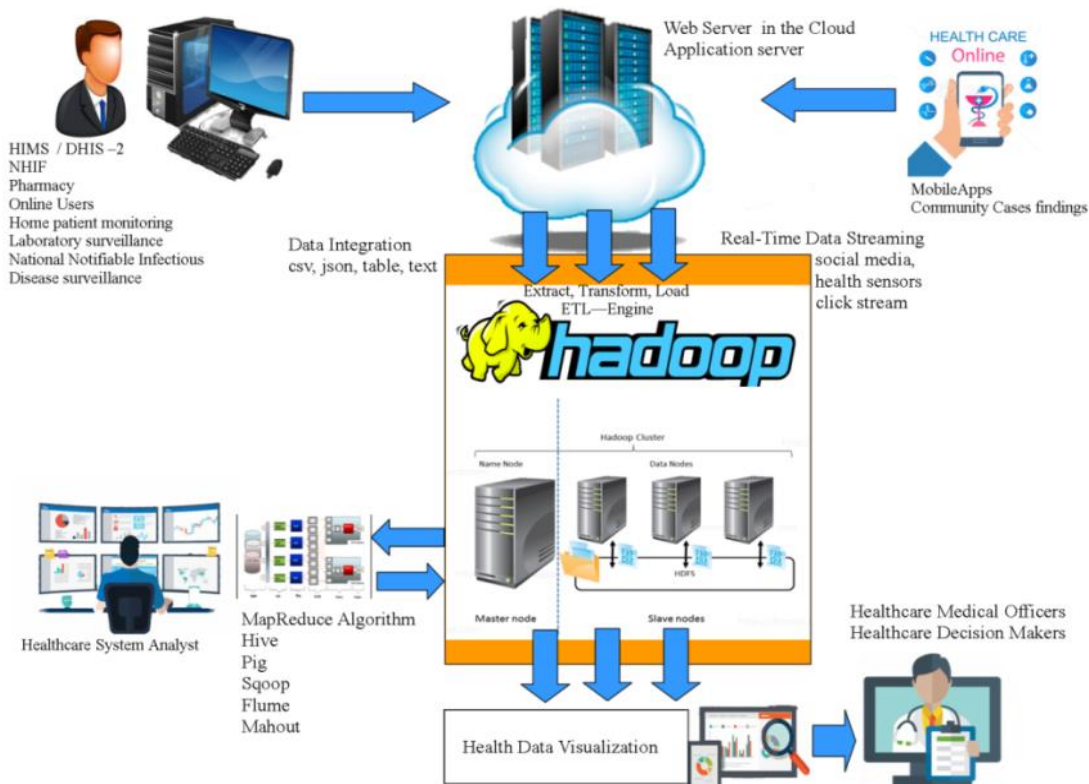 Web Server in the Cloud
Application server
HEALTH CARE
Online
HIMS / DHIS –2
NHIF
Pharmacy
Online Users
Home patient monitoring
Laboratory surveillance
National Notifiable Infectious
Disease surveillance
MobileApps
Community Cases findings
Data Integration
csv, json, table, text
Real-Time Data Streaming
social media,
health sensors
click stream
Extract, Transform, Load
ETL—Engine
hadoop
Hadoop Cluster
Name Node
Data Nodes
HDFS
Master node
Slave nodes
Healthcare System Analyst
MapReduce Algorithm
Hive
Pig
Sqoop
Flume
Mahout
Healthcare Medical Officers
Healthcare Decision Makers
Health Data Visualization